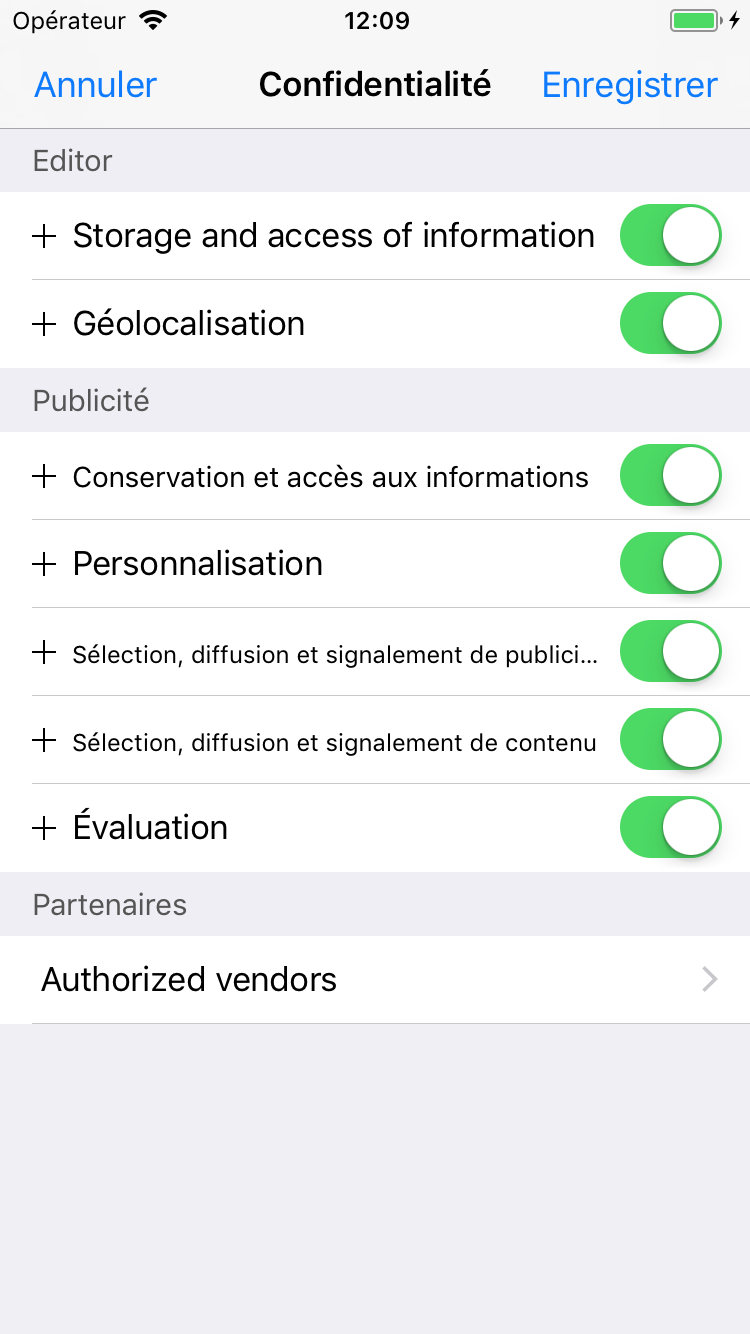 Opérateur 12:09
Annuler Confidentialité Enregistrer
Editor
Storage and access of information
Géolocalisation
Publicité
Conservation et accès aux informations
Personnalisation
Sélection, diffusion et signalement de publici...
Sélection, diffusion et signalement de contenu
Évaluation
Partenaires
Authorized vendors